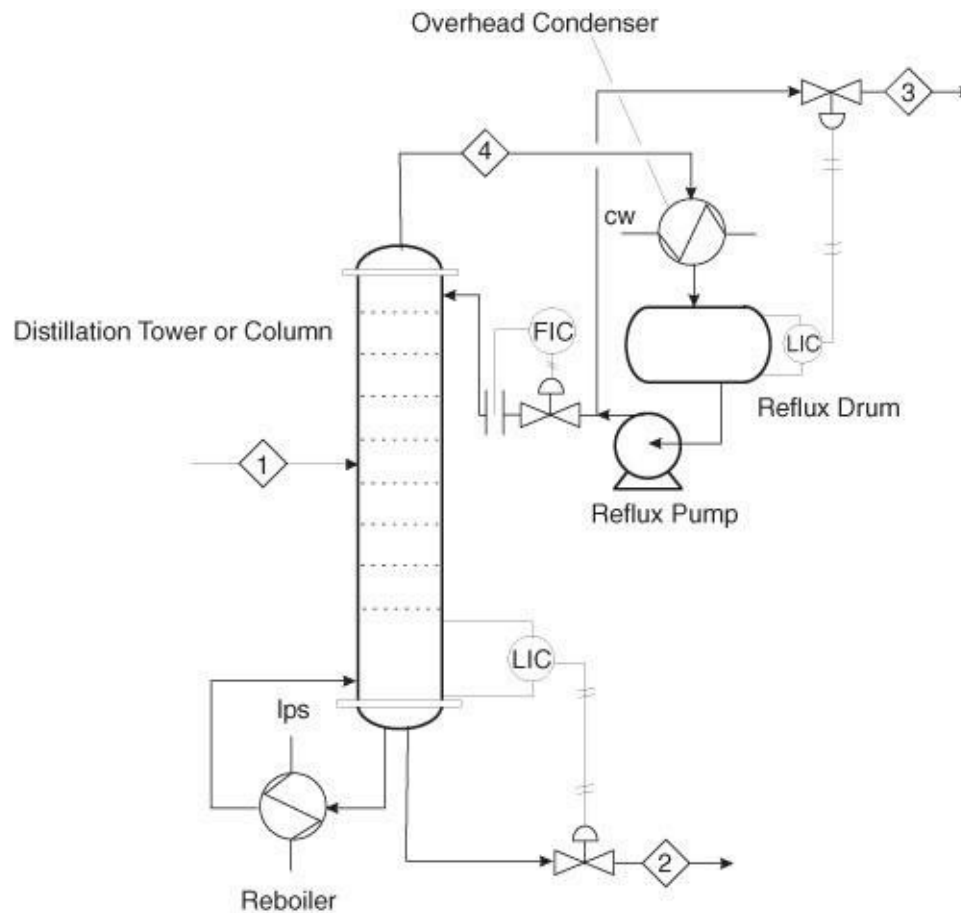 Overhead Condenser
3
4
cw
Distillation Tower or Column
FIC
LIC
Reflux Drum
1
Reflux Pump
LIC
lps
2
Reboiler